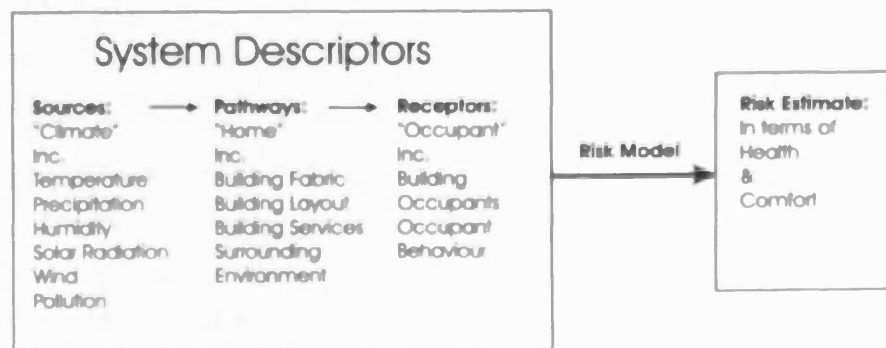 System Descriptors
Sources: → Pathways: → Receptors:
"Climate"
Inc.
Temperature
Precipitation
Humidity
Solar Radiation
Wind
Pollution
"Home"
Inc.
Building Fabric
Building Layout
Building Services
Surrounding
Environment
"Occupant"
Inc.
Building
Occupants
Occupant
Behaviour
Risk Model
Risk Estimate:
In terms of
Health
&
Comfort